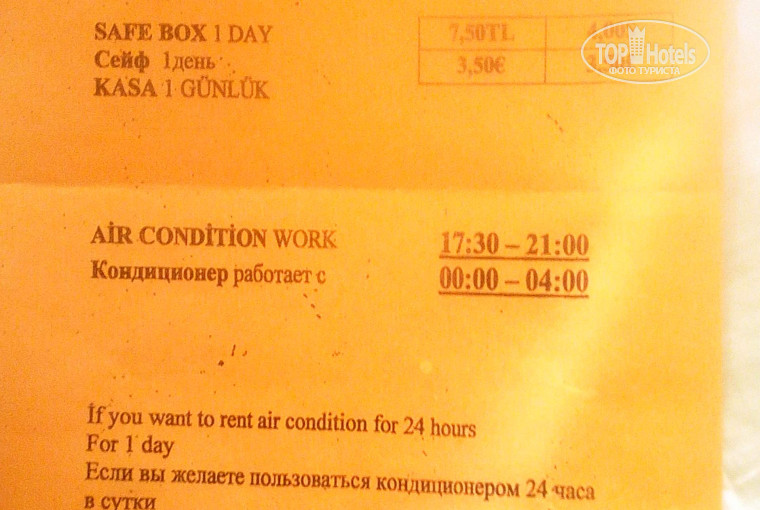 SAFE BOX 1 DAY
7,50TL
4,00$
Сейф 1день
3,50€
KASA 1 GÜNLÜK
TOP Hotels
ФОТО ТУРИСТА
AİR CONDİTİON WORK
17:30 – 21:00
Кондиционер работает с
00:00 – 04:00
İf you want to rent air condition for 24 hours
For 1 day
Если вы желаете пользоваться кондиционером 24 часа
в сутки